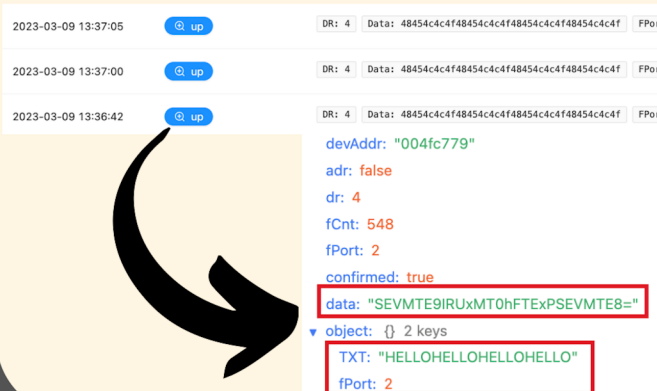 2023-03-09 13:37:05 up DR: 4 Data: 48454c4c4f48454c4c4f48454c4c4f48454c4c4f
2023-03-09 13:37:00 up DR: 4 Data: 48454c4c4f48454c4c4f48454c4c4f48454c4c4f
2023-03-09 13:36:42 up DR: 4 Data: 48454c4c4f48454c4c4f48454c4c4f48454c4c4f
devAddr: "004fc779"
adr: false
dr: 4
fCnt: 548
fPort: 2
confirmed: true
data: "SEVMTE9IRUxMT0hFTExPSEVMTE8="
object: {} 2 keys
TXT: "HELLOHELLOHELLOHELLO"
fPort: 2